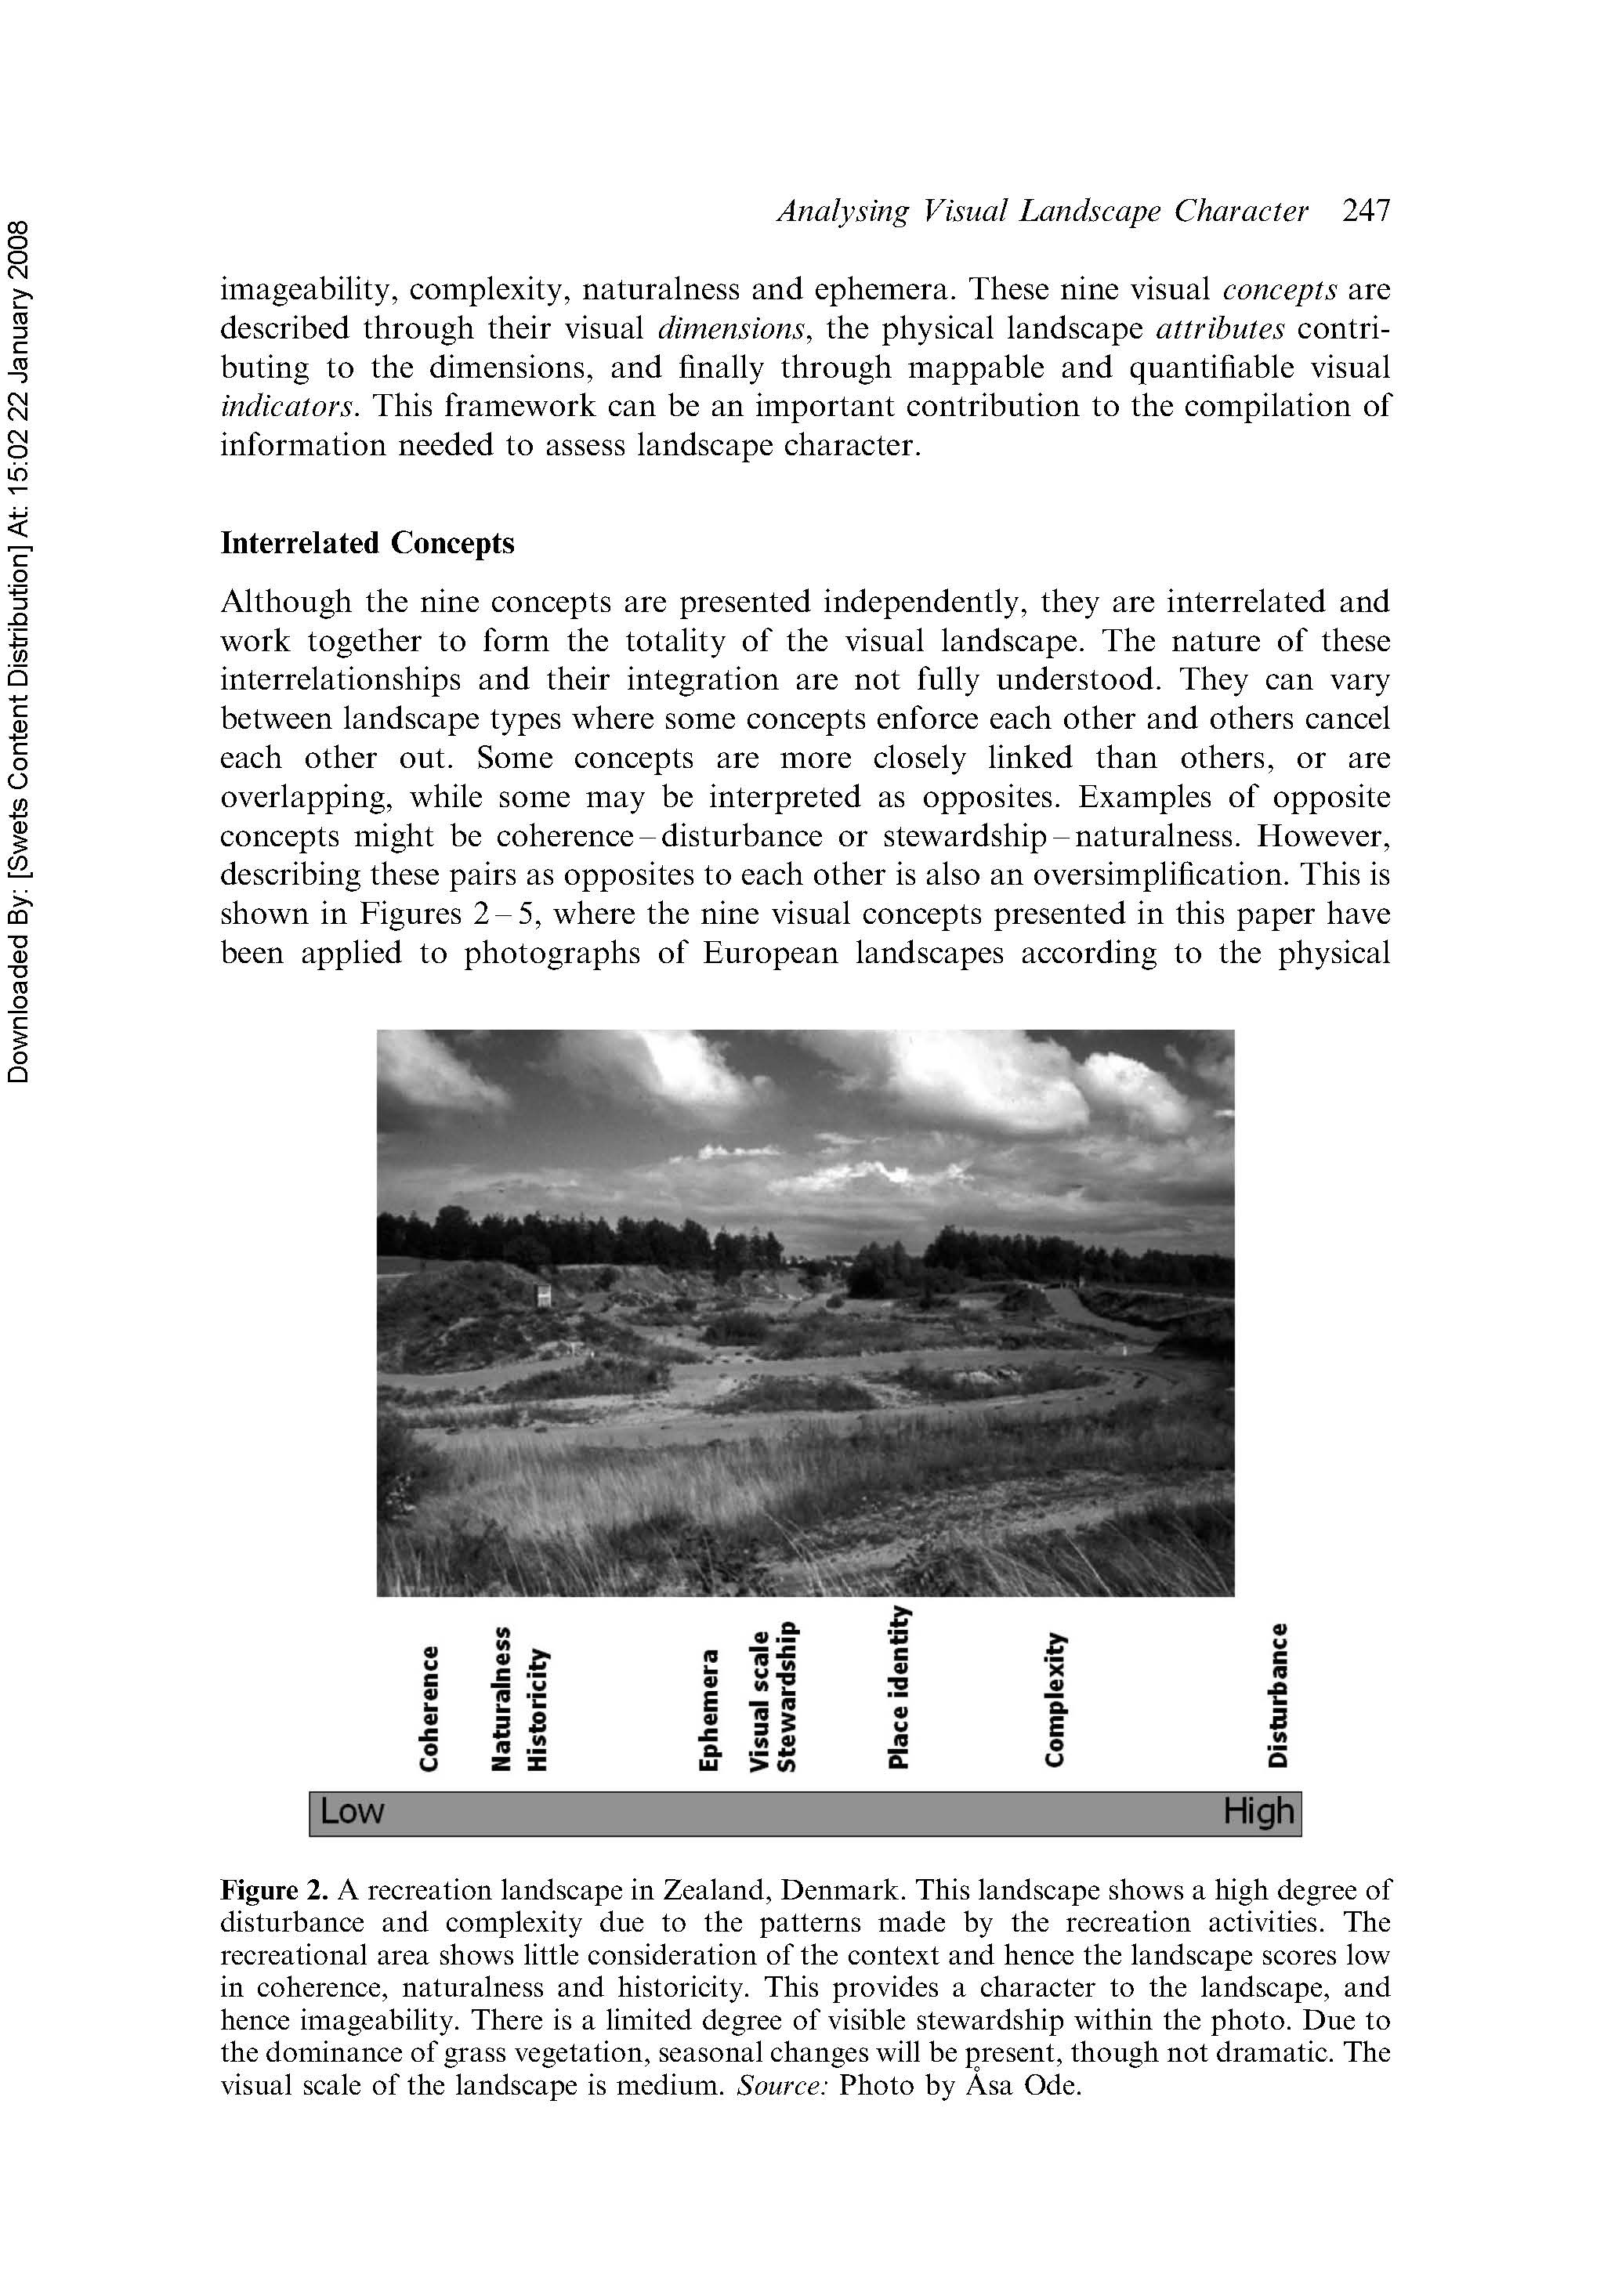 Analysing Visual Landscape Character 247
imageability, complexity, naturalness and ephemera. These nine visual concepts are
described through their visual dimensions, the physical landscape attributes contri-
buting to the dimensions, and finally through mappable and quantifiable visual
indicators. This framework can be an important contribution to the compilation of
information needed to assess landscape character.
Interrelated Concepts
Although the nine concepts are presented independently, they are interrelated and
work together to form the totality of the visual landscape. The nature of these
interrelationships and their integration are not fully understood. They can vary
between landscape types where some concepts enforce each other and others cancel
each other out. Some concepts are more closely linked than others, or are
overlapping, while some may be interpreted as opposites. Examples of opposite
concepts might be coherence – disturbance or stewardship – naturalness. However,
describing these pairs as opposites to each other is also an oversimplification. This is
shown in Figures 2 – 5, where the nine visual concepts presented in this paper have
been applied to photographs of European landscapes according to the physical
Coherence
Naturalness
Historicity
Ephemera
Visual scale
Stewardship
Place identity
Complexity
Disturbance
Low High
Figure 2. A recreation landscape in Zealand, Denmark. This landscape shows a high degree of
disturbance and complexity due to the patterns made by the recreation activities. The
recreational area shows little consideration of the context and hence the landscape scores low
in coherence, naturalness and historicity. This provides a character to the landscape, and
hence imageability. There is a limited degree of visible stewardship within the photo. Due to
the dominance of grass vegetation, seasonal changes will be present, though not dramatic. The
visual scale of the landscape is medium. Source: Photo by Åsa Ode.
Downloaded By: [Swets Content Distribution] At: 15:02 22 January 2008